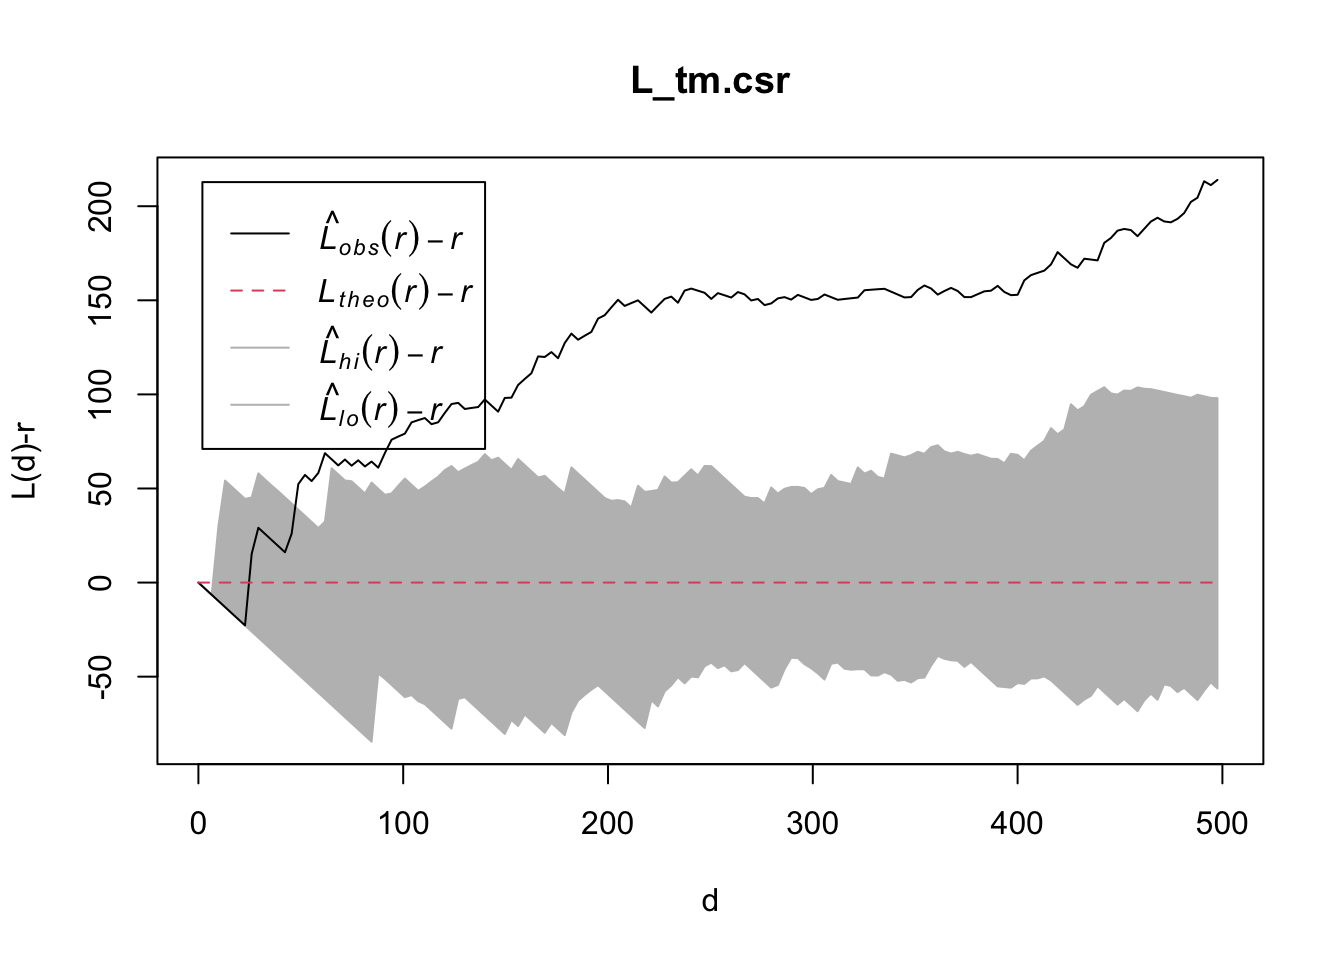 L_tm.csr
L̂obs(r) − r
Ltheo(r) − r
L̂hi(r) − r
L̂lo(r) − r
L(d)-r
200
150
100
50
0
-50
0 100 200 300 400 500
d